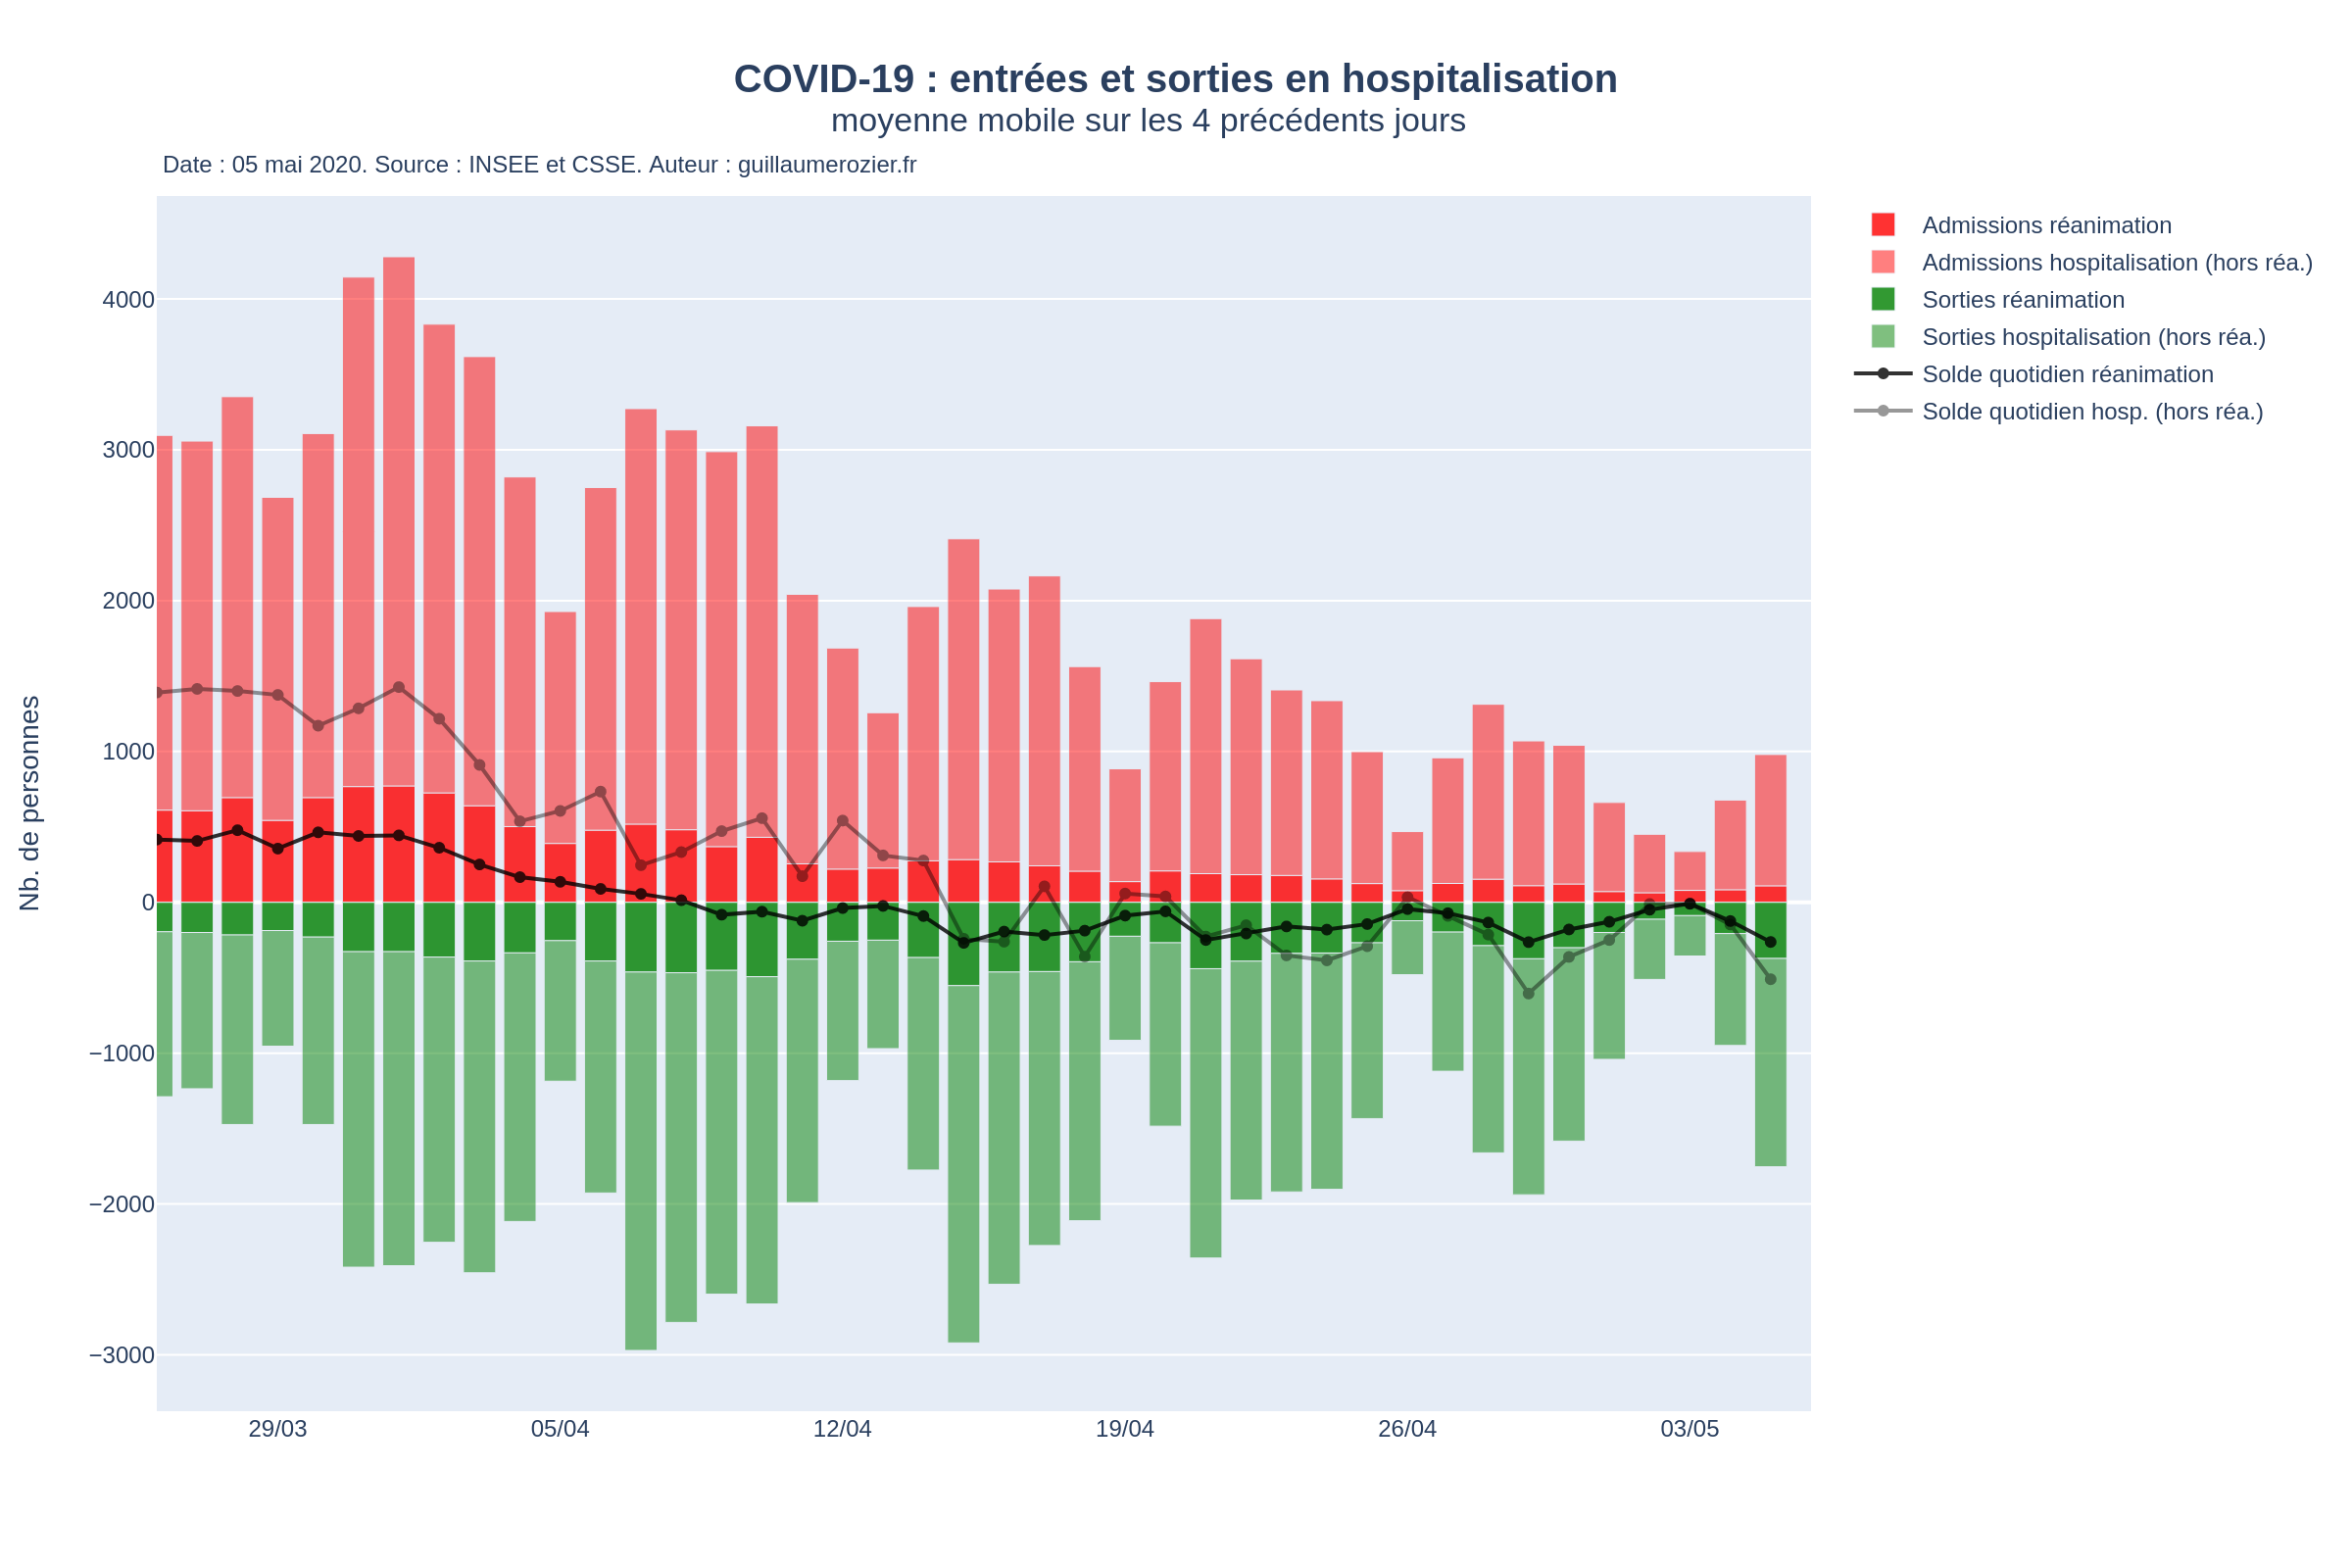 COVID-19 : entrées et sorties en hospitalisation
moyenne mobile sur les 4 précédents jours
Date : 05 mai 2020. Source : INSEE et CSSE. Auteur : guillaumerozier.fr
Admissions réanimation
Admissions hospitalisation (hors réa.)
Sorties réanimation
Sorties hospitalisation (hors réa.)
Solde quotidien réanimation
Solde quotidien hosp. (hors réa.)
Nb. de personnes
4000
3000
2000
1000
0
−1000
−2000
−3000
29/03
05/04
12/04
19/04
26/04
03/05